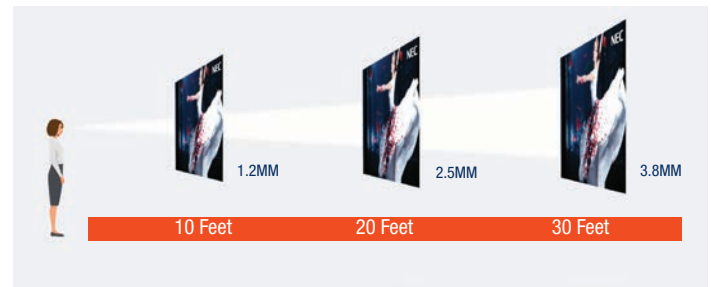 NEC
NEC
NEC
1.2MM
2.5MM
3.8MM
10 Feet
20 Feet
30 Feet